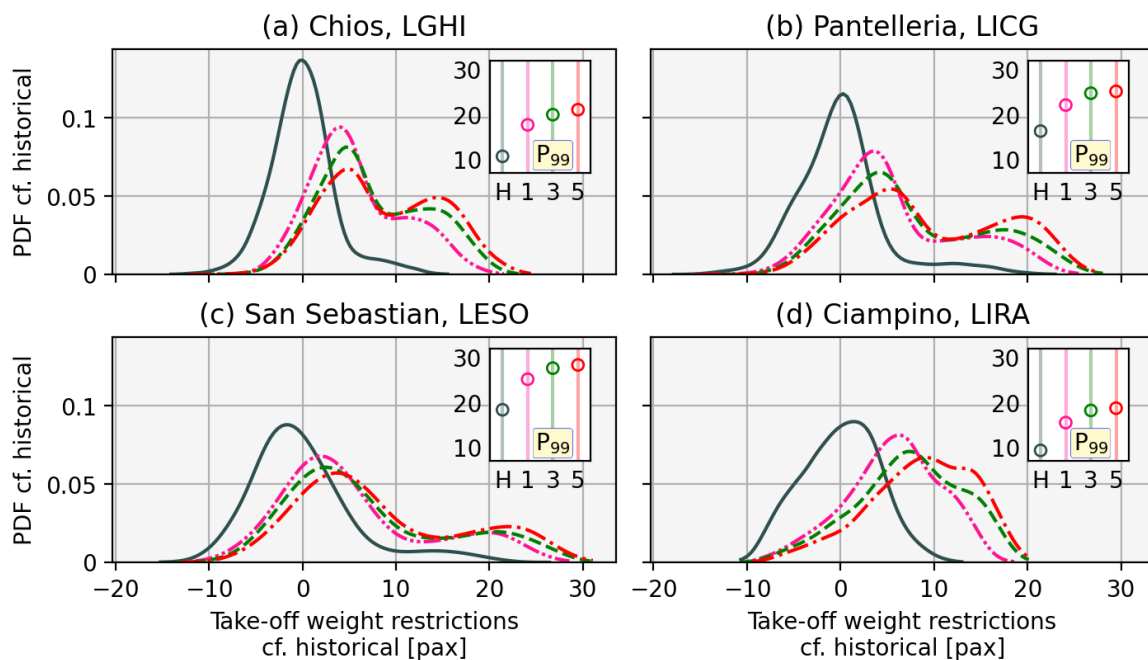 (a) Chios, LGHI
(b) Pantelleria, LICG
PDF cf. historical
0.1
0.05
0
30
20
10
P99
H 1 3 5
30
20
10
P99
H 1 3 5
(c) San Sebastian, LESO
(d) Ciampino, LIRA
PDF cf. historical
0.1
0.05
0
30
20
10
P99
H 1 3 5
30
20
10
P99
H 1 3 5
−20 −10 0 10 20 30
−20 −10 0 10 20 30
Take-off weight restrictions
cf. historical [pax]
Take-off weight restrictions
cf. historical [pax]